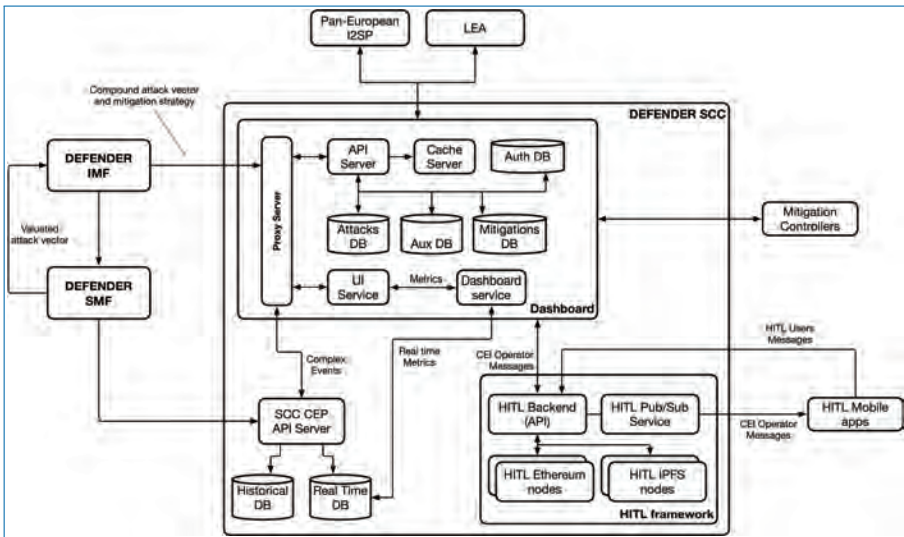 Pan-European
I2SP
LEA
Compound attack vector
and mitigation strategy
DEFENDER SCC
DEFENDER
IMF
API
Server
Cache
Server
Auth DB
Proxy Server
Valuated
attack vector
Attacks
DB
Aux DB
Mitigations
DB
Mitigation
Controllers
DEFENDER
SMF
UI
Service
Metrics
Dashboard
service
Dashboard
Complex
Events
Real time
Metrics
CEI Operator
Messages
HITL Users
Messages
SCC CEP
API Server
HITL Backend
(API)
HITL Pub/Sub
Service
CEI Operator
Messages
HITL Mobile
apps
Historical
DB
Real Time
DB
HITL Ethereum
nodes
HITL IPFS
nodes
HITL framework